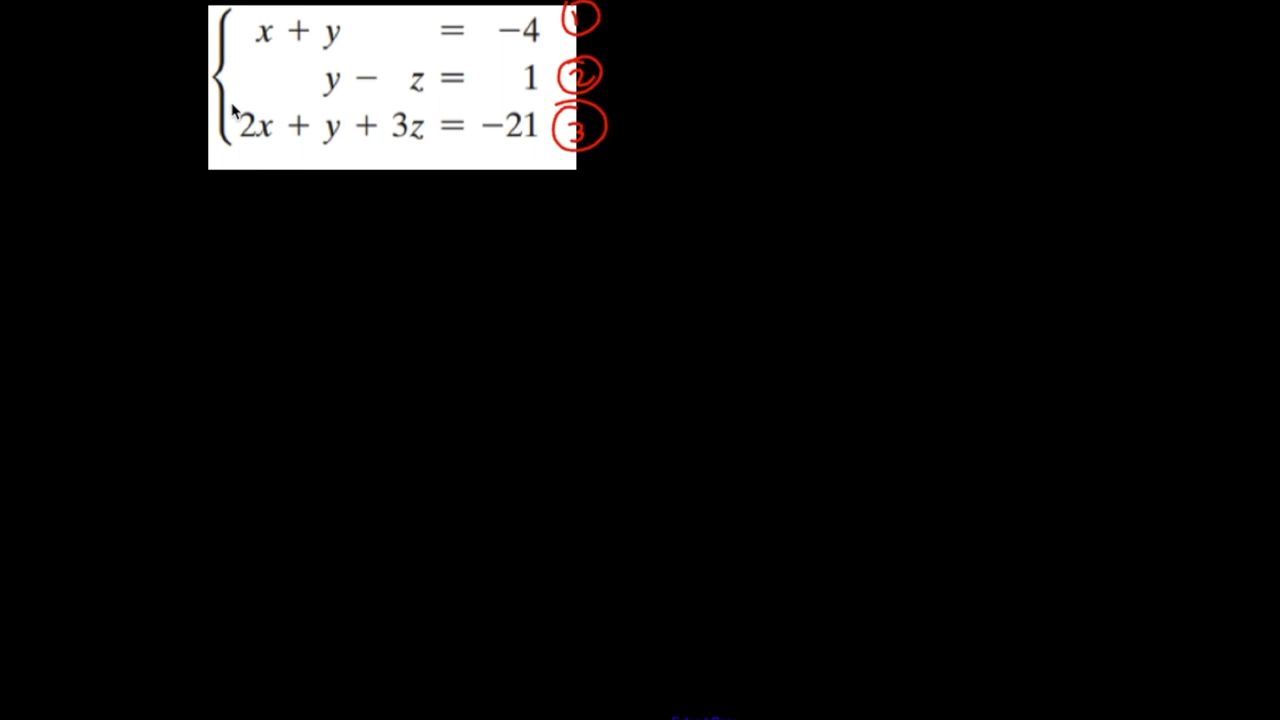 x + y = −4 ①
y − z = 1 ②
2x + y + 3z = −21 ③